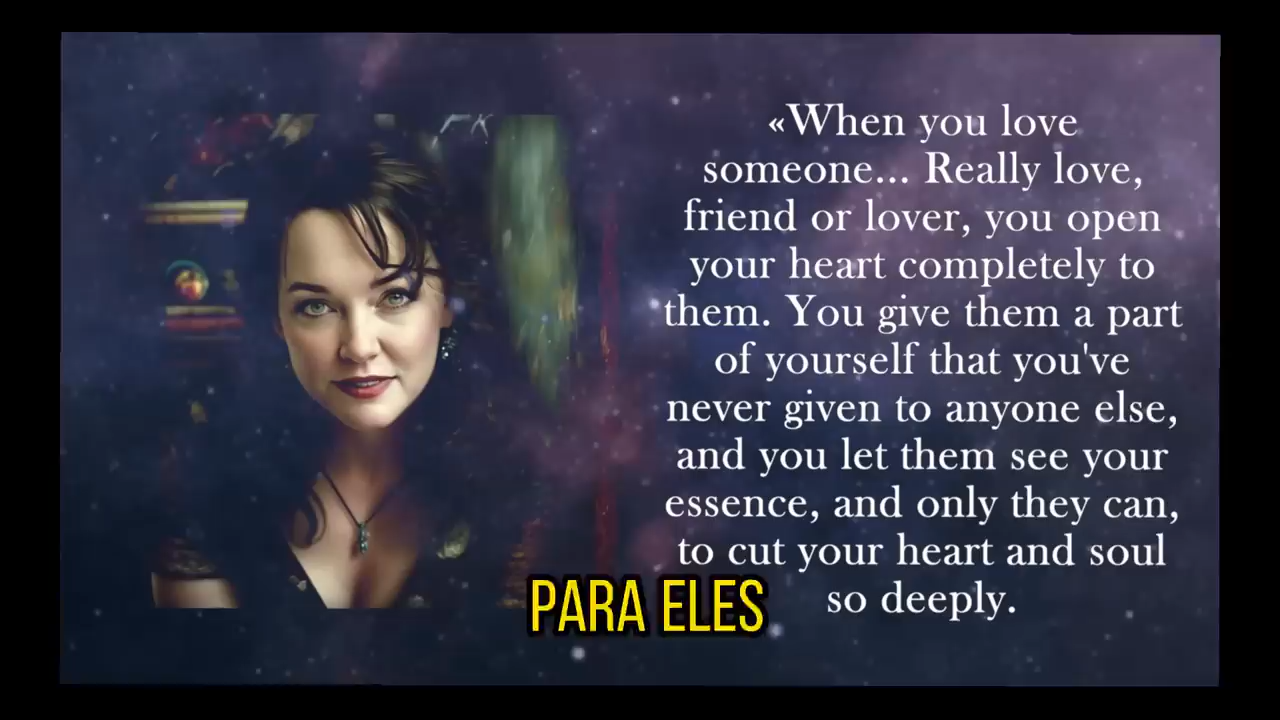 «When you love
someone... Really love,
friend or lover, you open
your heart completely to
them. You give them a part
of yourself that you've
never given to anyone else,
and you let them see your
essence, and only they can,
to cut your heart and soul
so deeply.
PARA ELES